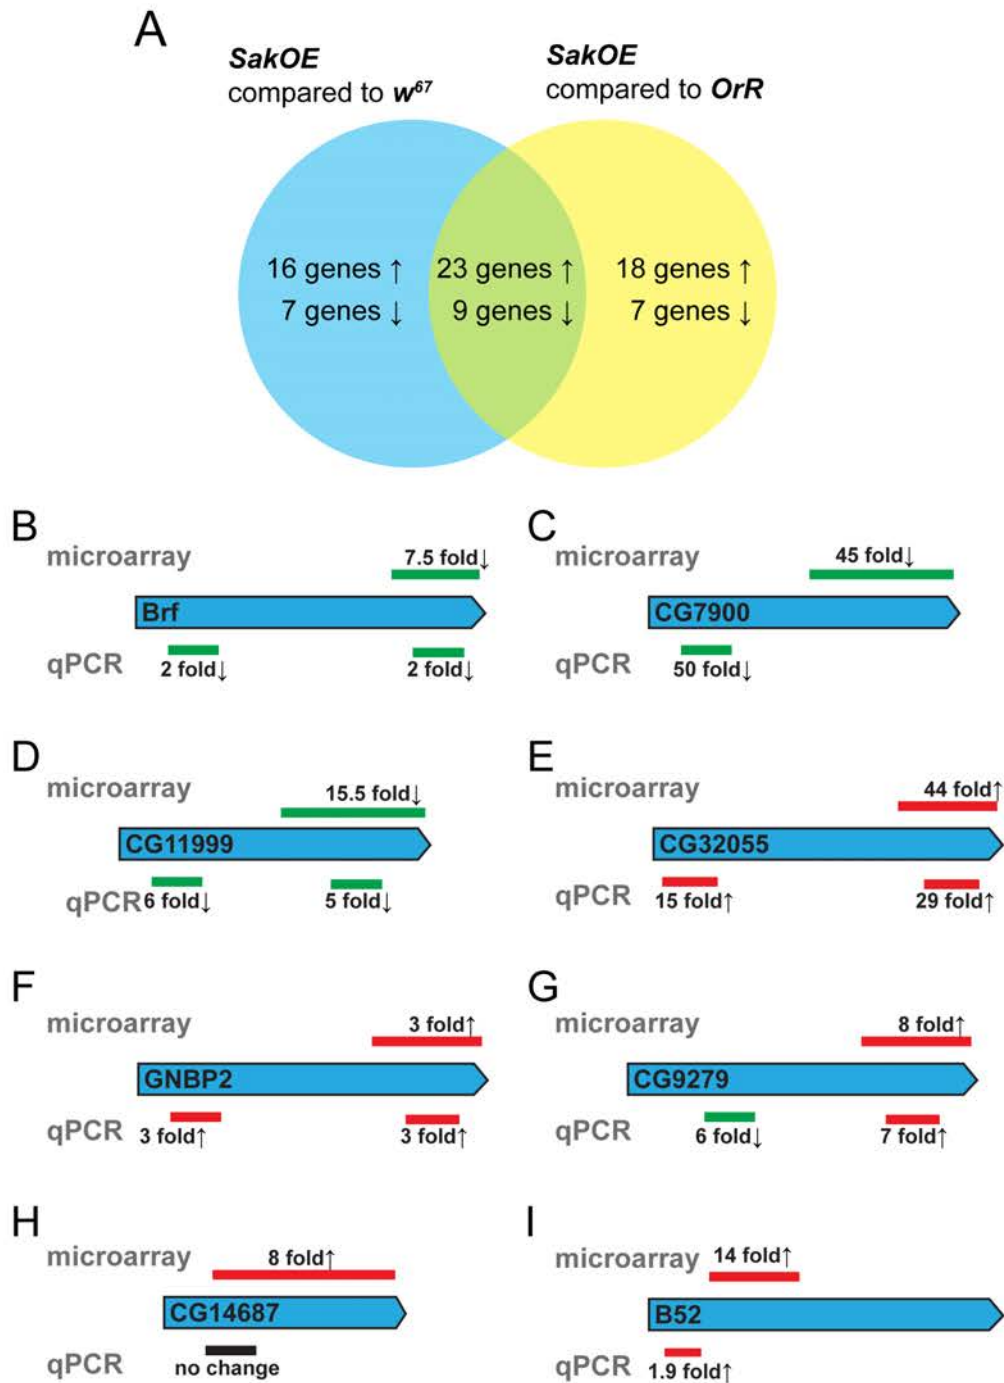 A
SakOE
compared to w67
SakOE
compared to OrR
16 genes ↑
7 genes ↓
23 genes ↑
9 genes ↓
18 genes ↑
7 genes ↓
B
microarray
7.5 fold↓
Brf
qPCR
2 fold↓
2 fold↓
C
microarray
45 fold↓
CG7900
qPCR
50 fold↓
D
microarray
15.5 fold↓
CG11999
qPCR
6 fold↓
5 fold↓
E
microarray
44 fold↑
CG32055
qPCR
15 fold↑
29 fold↑
F
microarray
3 fold↑
GNBP2
qPCR
3 fold↑
3 fold↑
G
microarray
8 fold↑
CG9279
qPCR
6 fold↓
7 fold↑
H
microarray
8 fold↑
CG14687
qPCR
no change
I
microarray
14 fold↑
B52
qPCR
1.9 fold↑